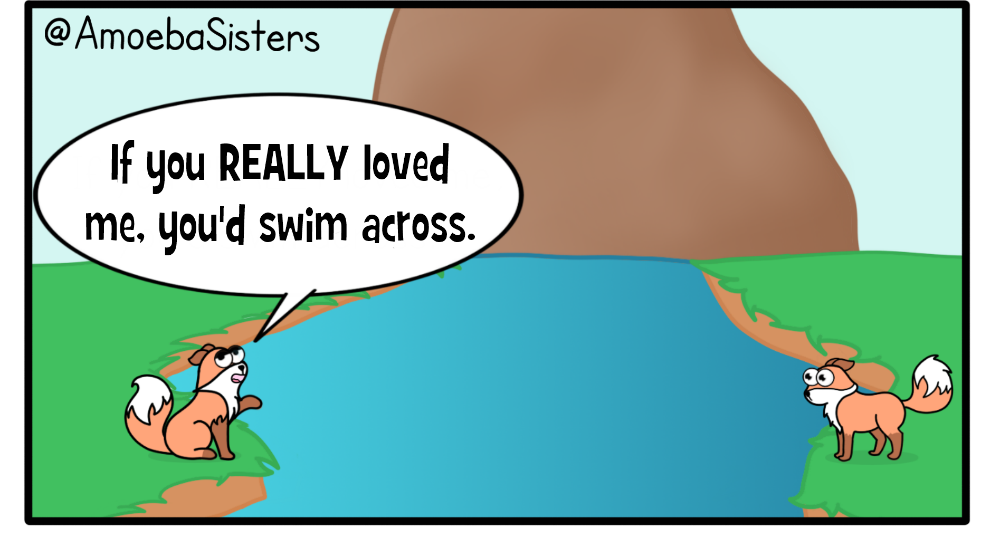 @AmoebaSisters
If you REALLY loved
me, you'd swim across.